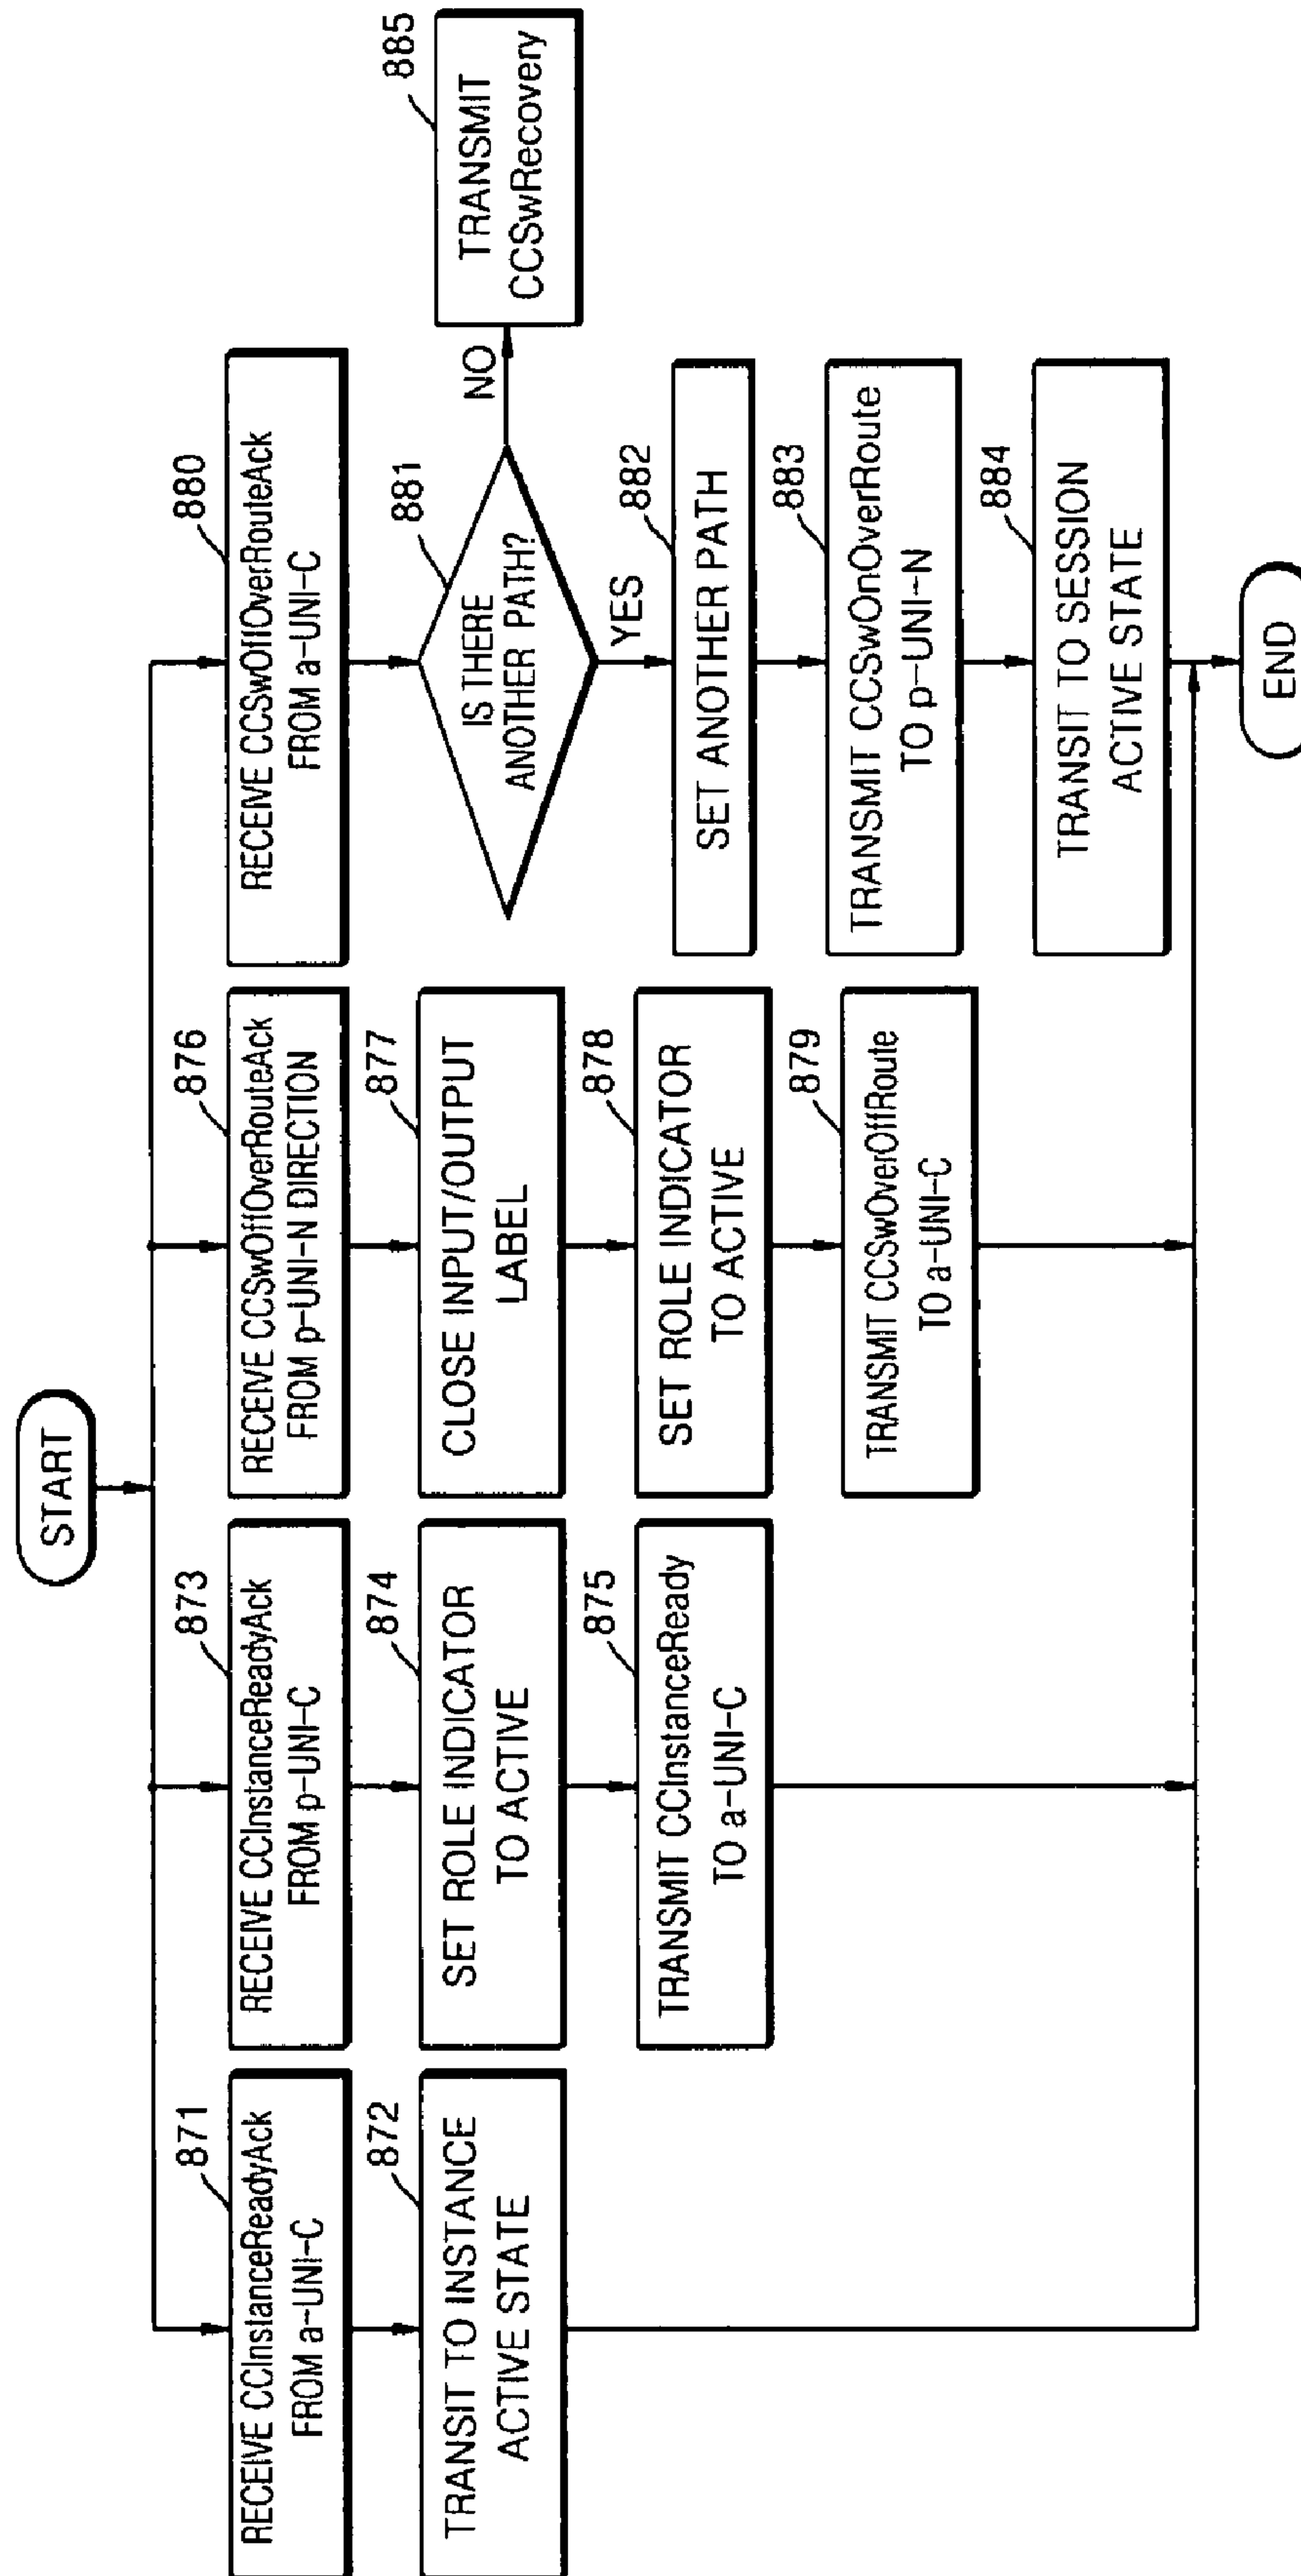 START
871
RECEIVE CCInstanceReadyAck
FROM a-UNI-C
872
TRANSIT TO INSTANCE
ACTIVE STATE
873
RECEIVE CCInstanceReadyAck
FROM p-UNI-C
874
SET ROLE INDICATOR
TO ACTIVE
875
TRANSMIT CCInstanceReady
TO a-UNI-C
876
RECEIVE CCSwOffOverRouteAck
FROM p-UNI-N DIRECTION
877
CLOSE INPUT/OUTPUT
LABEL
878
SET ROLE INDICATOR
TO ACTIVE
879
TRANSMIT CCSwOverOffRoute
TO a-UNI-C
880
RECEIVE CCSwOffOverRouteAck
FROM a-UNI-C
881
IS THERE
ANOTHER PATH?
NO
YES
885
TRANSMIT
CCSwRecovery
882
SET ANOTHER PATH
883
TRANSMIT CCSwOnOverRoute
TO p-UNI-N
884
TRANSIT TO SESSION
ACTIVE STATE
END